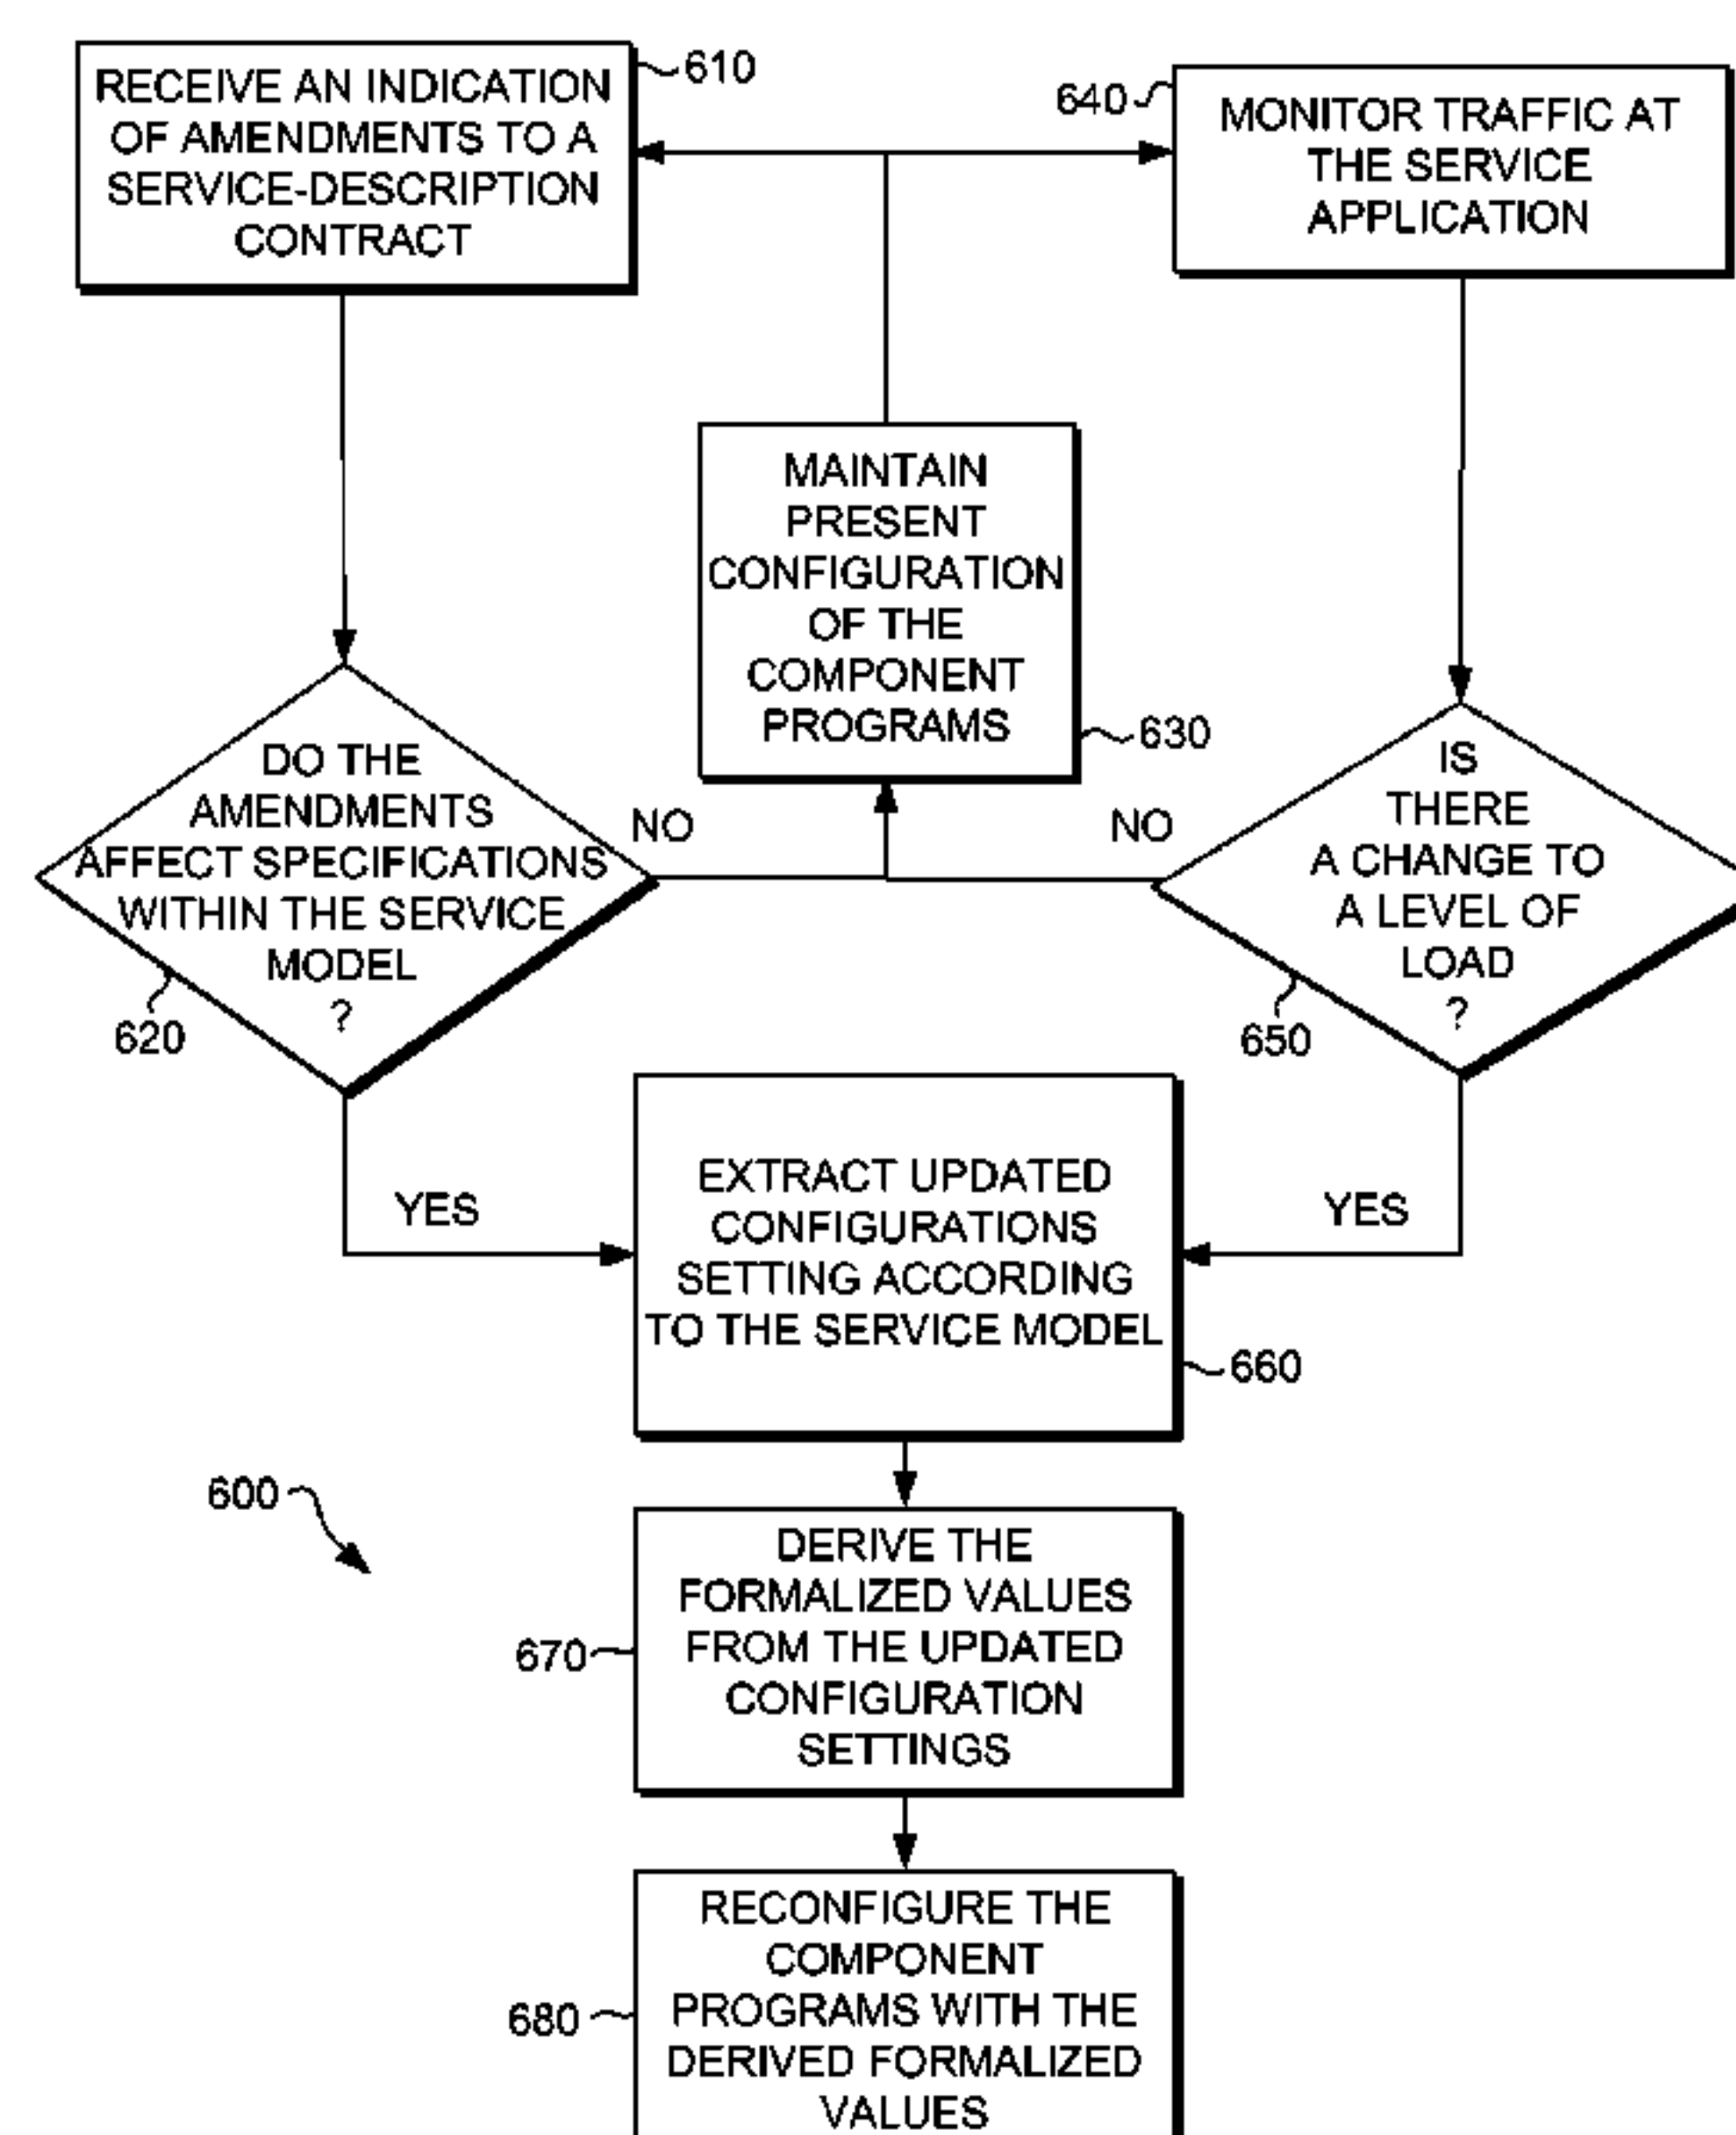 RECEIVE AN INDICATION
OF AMENDMENTS TO A
SERVICE-DESCRIPTION
CONTRACT
610
640
MONITOR TRAFFIC AT
THE SERVICE
APPLICATION
MAINTAIN
PRESENT
CONFIGURATION
OF THE
COMPONENT
PROGRAMS
630
DO THE
AMENDMENTS
AFFECT SPECIFICATIONS
WITHIN THE SERVICE
MODEL
?
620
NO
NO
IS
THERE
A CHANGE TO
A LEVEL OF
LOAD
?
650
YES
YES
EXTRACT UPDATED
CONFIGURATIONS
SETTING ACCORDING
TO THE SERVICE MODEL
660
600
DERIVE THE
FORMALIZED VALUES
FROM THE UPDATED
CONFIGURATION
SETTINGS
670
RECONFIGURE THE
COMPONENT
PROGRAMS WITH THE
DERIVED FORMALIZED
VALUES
680